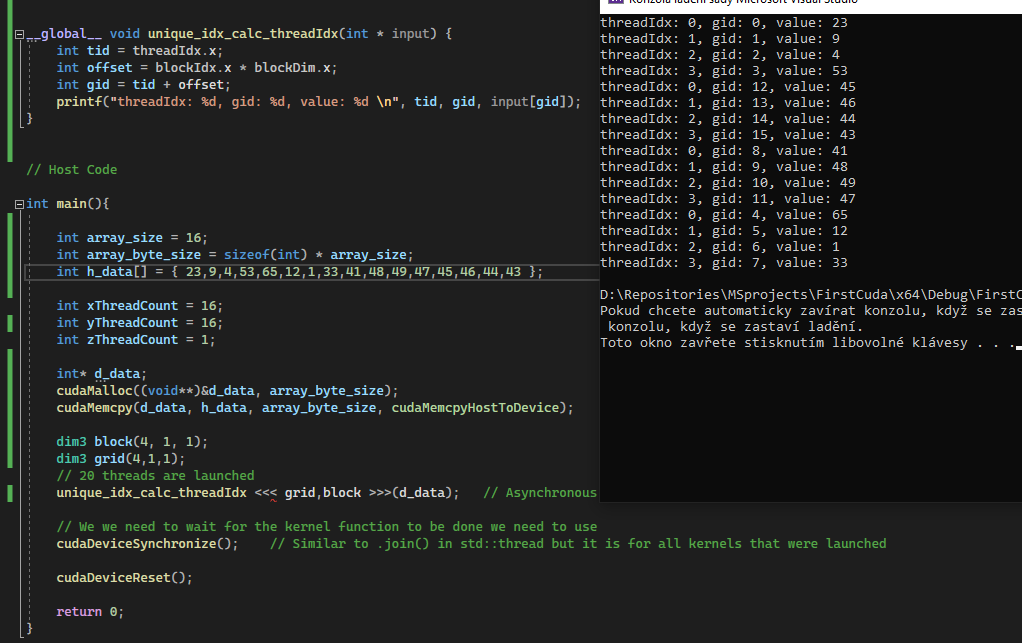 __global__ void unique_idx_calc_threadIdx(int * input) {
int tid = threadIdx.x;
int offset = blockIdx.x * blockDim.x;
int gid = tid + offset;
printf("threadIdx: %d, gid: %d, value: %d \n", tid, gid, input[gid]);
}
// Host Code
int main(){
int array_size = 16;
int array_byte_size = sizeof(int) * array_size;
int h_data[] = { 23,9,4,53,65,12,1,33,41,48,49,47,45,46,44,43 };
int xThreadCount = 16;
int yThreadCount = 16;
int zThreadCount = 1;
int* d_data;
cudaMalloc((void**)&d_data, array_byte_size);
cudaMemcpy(d_data, h_data, array_byte_size, cudaMemcpyHostToDevice);
dim3 block(4, 1, 1);
dim3 grid(4,1,1);
// 20 threads are launched
unique_idx_calc_threadIdx <<< grid,block >>>(d_data);   // Asynchronous
// We we need to wait for the kernel function to be done we need to use
cudaDeviceSynchronize();    // Similar to .join() in std::thread but it is for all kernels that were launched
cudaDeviceReset();
return 0;
}
Konzola ladění sady Microsoft Visual Studio
threadIdx: 0, gid: 0, value: 23
threadIdx: 1, gid: 1, value: 9
threadIdx: 2, gid: 2, value: 4
threadIdx: 3, gid: 3, value: 53
threadIdx: 0, gid: 12, value: 45
threadIdx: 1, gid: 13, value: 46
threadIdx: 2, gid: 14, value: 44
threadIdx: 3, gid: 15, value: 43
threadIdx: 0, gid: 8, value: 41
threadIdx: 1, gid: 9, value: 48
threadIdx: 2, gid: 10, value: 49
threadIdx: 3, gid: 11, value: 47
threadIdx: 0, gid: 4, value: 65
threadIdx: 1, gid: 5, value: 12
threadIdx: 2, gid: 6, value: 1
threadIdx: 3, gid: 7, value: 33
D:\Repositories\MSprojects\FirstCuda\x64\Debug\FirstC
Pokud chcete automaticky zavírat konzolu, když se zas
konzolu, když se zastaví ladění.
Toto okno zavřete stisknutím libovolné klávesy . . .